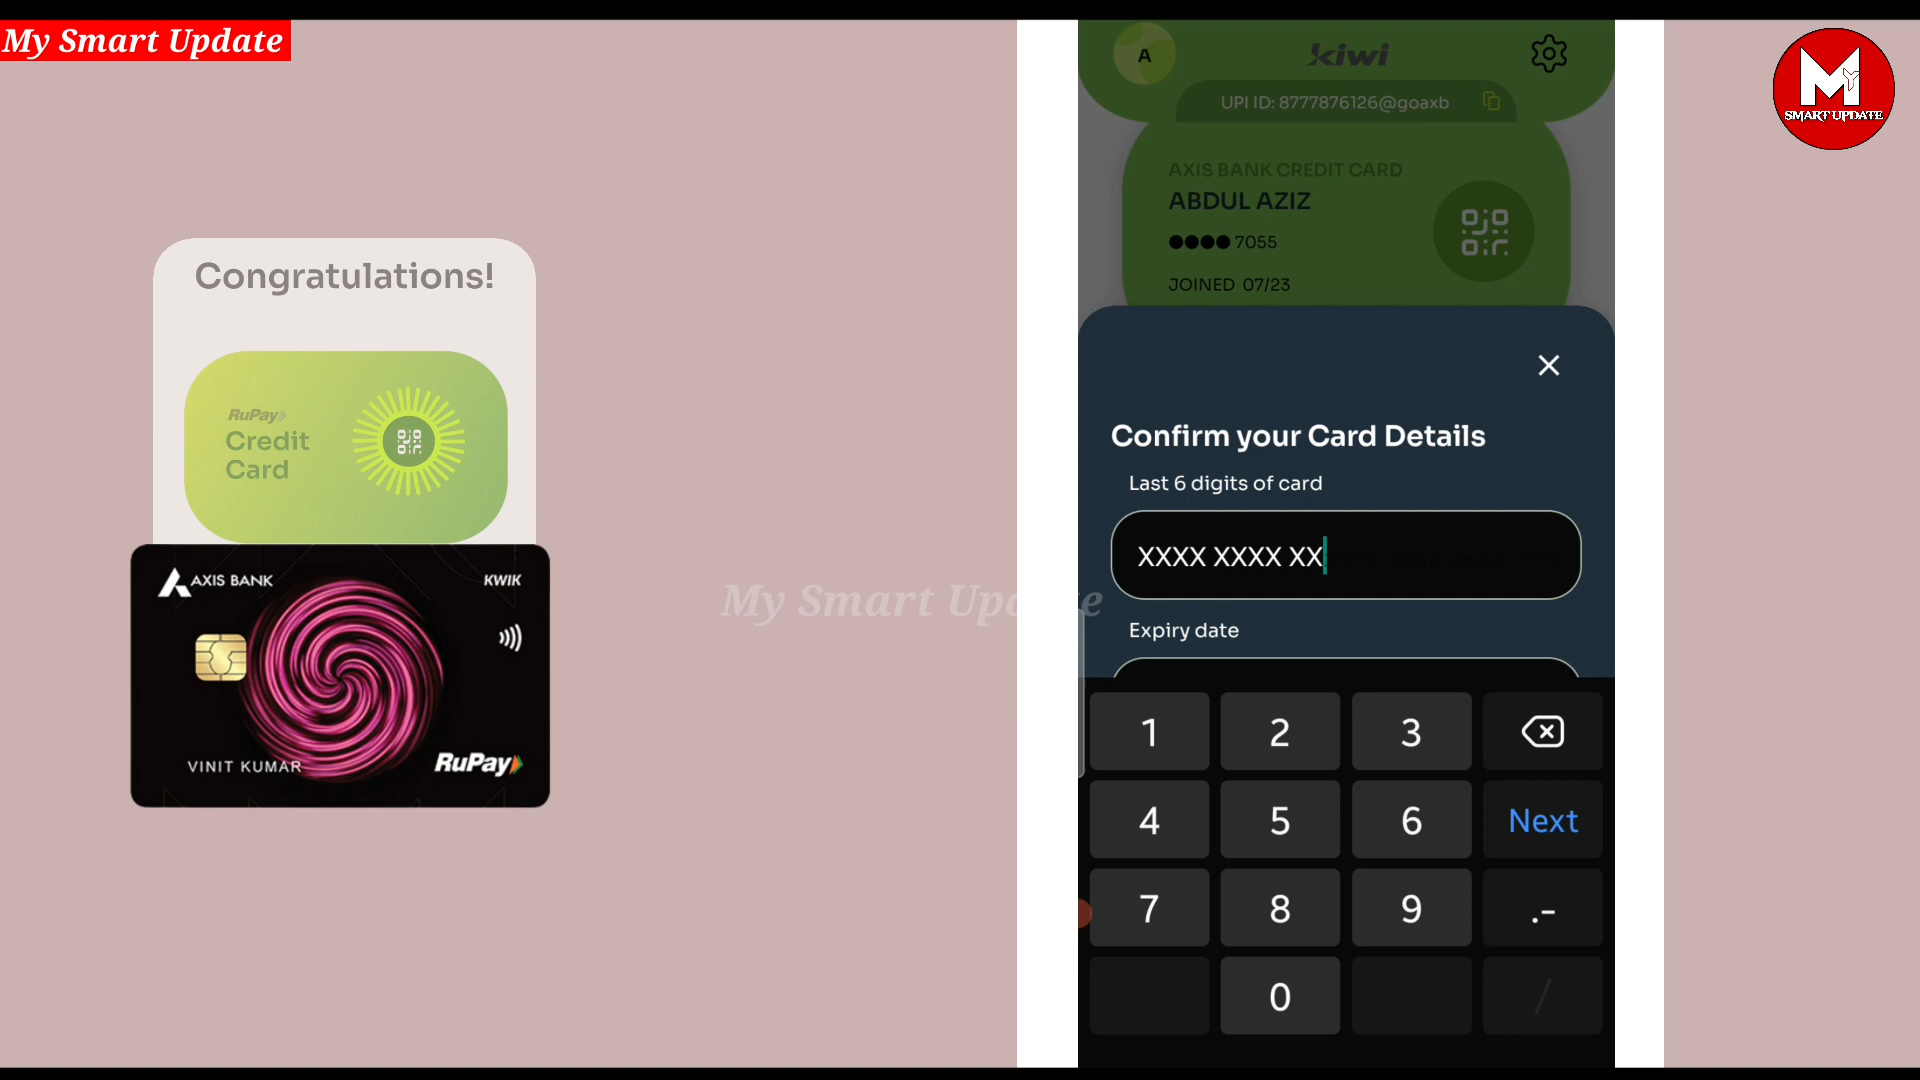 My Smart Update
MY
SMART UPDATE
Congratulations!
RuPay
Credit
Card
AXIS BANK
KWIK
VINIT KUMAR
RuPay
My Smart Update
A
kiwi
UPI ID: 8777876126@goaxb
AXIS BANK CREDIT CARD
ABDUL AZIZ
●●●● 7055
JOINED 07/23
Confirm your Card Details
Last 6 digits of card
XXXX XXXX XX
Expiry date
1 2 3
4 5 6 Next
7 8 9 .-
0 /